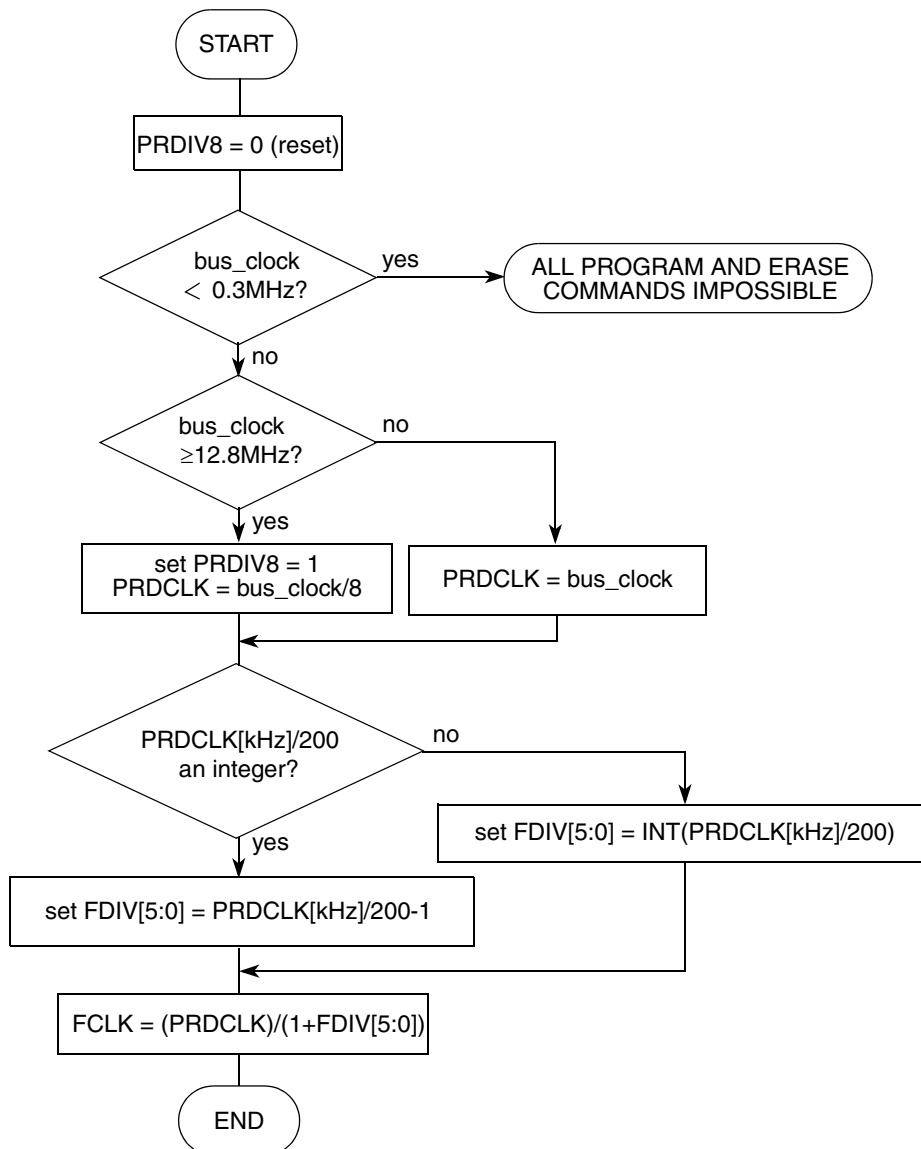 START
PRDIV8 = 0 (reset)
bus_clock
< 0.3MHz?
yes
ALL PROGRAM AND ERASE
COMMANDS IMPOSSIBLE
no
bus_clock
≥12.8MHz?
no
yes
set PRDIV8 = 1
PRDCLK = bus_clock/8
PRDCLK = bus_clock
PRDCLK[kHz]/200
an integer?
no
set FDIV[5:0] = INT(PRDCLK[kHz]/200)
yes
set FDIV[5:0] = PRDCLK[kHz]/200-1
FCLK = (PRDCLK)/(1+FDIV[5:0])
END